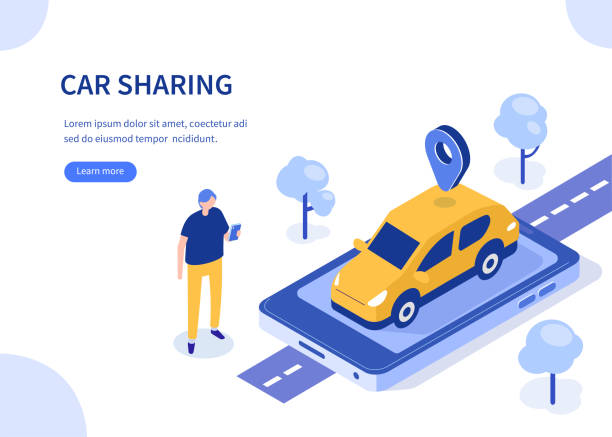 CAR SHARING
Lorem ipsum dolor sit amet, coectetur adi
sed do eiusmod tempor ncididunt.
Learn more